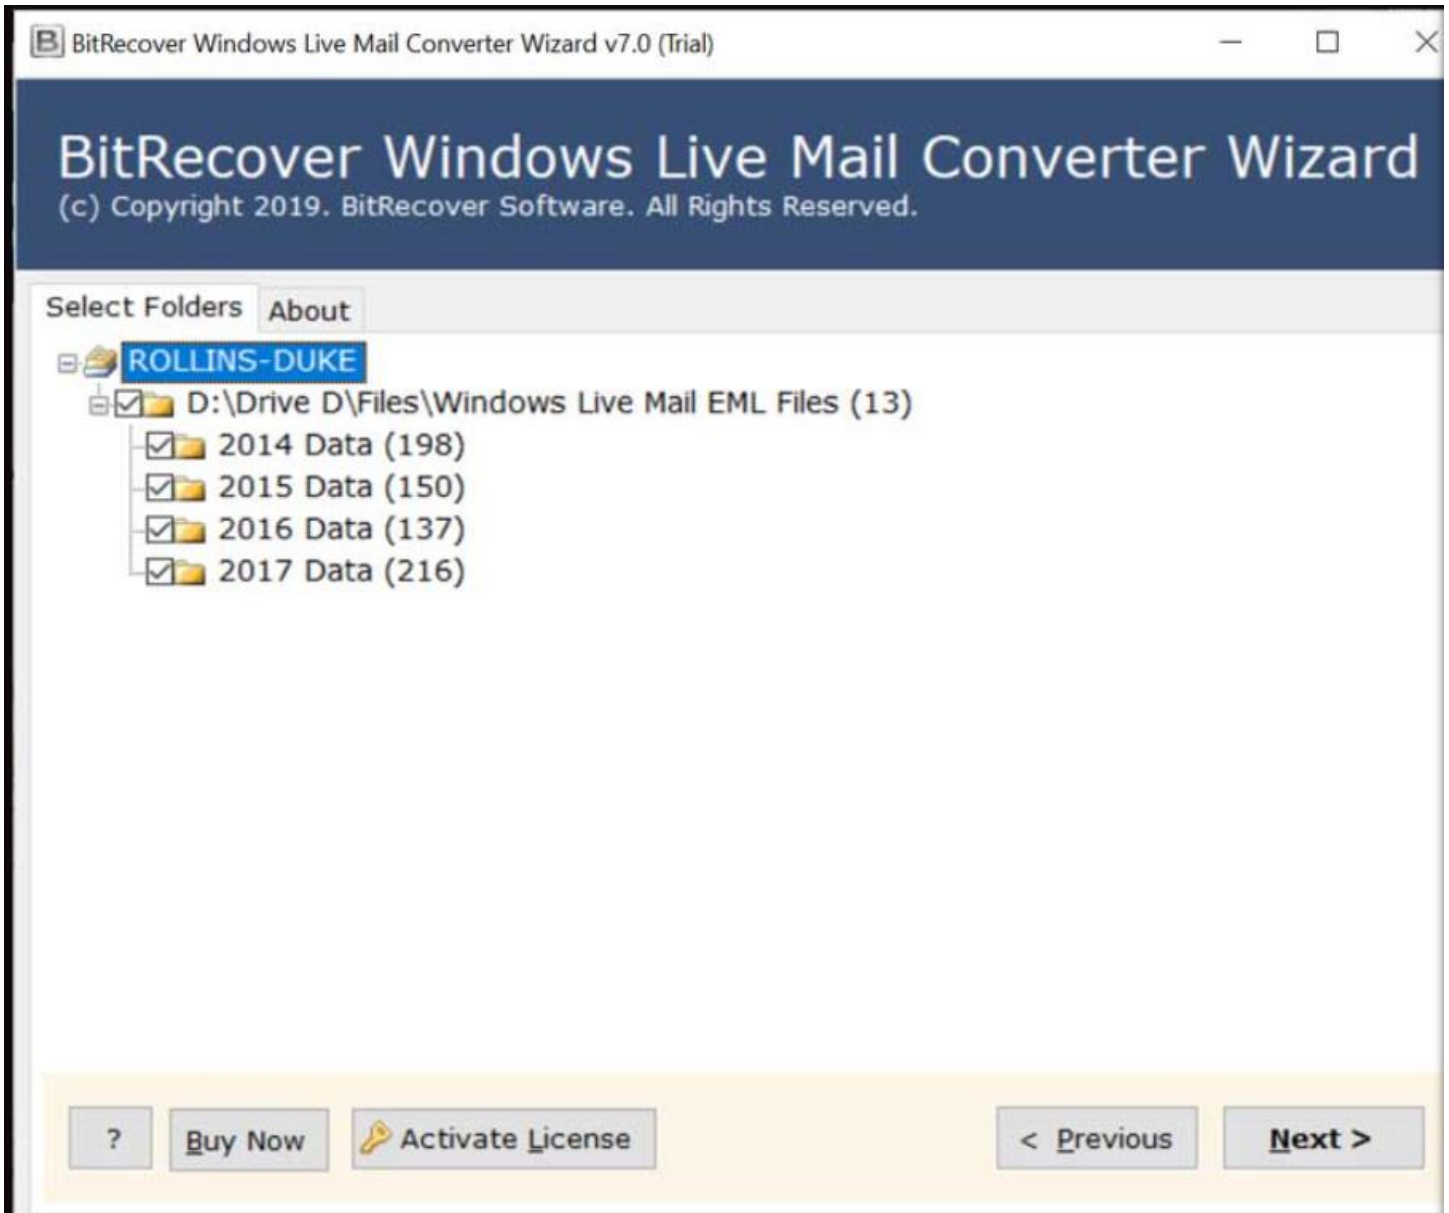 BitRecover Windows Live Mail Converter Wizard v7.0 (Trial)
BitRecover Windows Live Mail Converter Wizard
(c) Copyright 2019. BitRecover Software. All Rights Reserved.
Select Folders About
ROLLINS-DUKE
D:\Drive D\Files\Windows Live Mail EML Files (13)
2014 Data (198)
2015 Data (150)
2016 Data (137)
2017 Data (216)
? Buy Now Activate License < Previous Next >